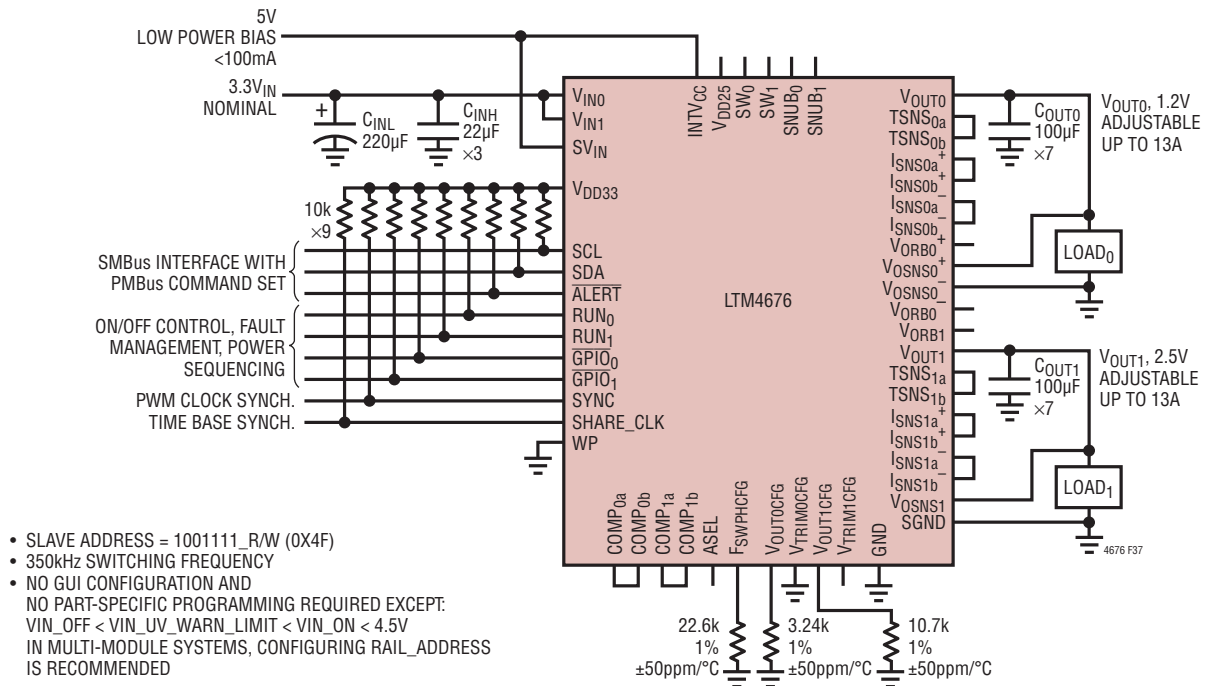 5V
LOW POWER BIAS
<100mA
3.3VIN
NOMINAL
+
CINL
220µF
CINH
22µF
×3
10k
×9
SMBus INTERFACE WITH
PMBus COMMAND SET
ON/OFF CONTROL, FAULT
MANAGEMENT, POWER
SEQUENCING
PWM CLOCK SYNCH.
TIME BASE SYNCH.
VIN0
VIN1
SVIN
VDD33
SCL
SDA
ALERT
RUN0
RUN1
GPIO0
GPIO1
SYNC
SHARE_CLK
WP
INTVCC
VDD25
SW0
SW1
SNUB0
SNUB1
LTM4676
VOUT0
TSNS0a
TSNS0b
ISNS0a+
ISNS0b+
ISNS0a–
ISNS0b–
VORB0+
VOSNS0+
VOSNS0–
VORB0–
VORB1
VOUT1
TSNS1a
TSNS1b
ISNS1a+
ISNS1b+
ISNS1a–
ISNS1b–
VOSNS1
SGND
COMP0a
COMP0b
COMP1a
COMP1b
ASEL
FSWPHCFG
VOUT0CFG
VTRIM0CFG
VOUT1CFG
VTRIM1CFG
GND
COUT0
100µF
×7
VOUT0, 1.2V
ADJUSTABLE
UP TO 13A
LOAD0
COUT1
100µF
×7
VOUT1, 2.5V
ADJUSTABLE
UP TO 13A
LOAD1
4676 F37
22.6k
1%
±50ppm/°C
3.24k
1%
±50ppm/°C
10.7k
1%
±50ppm/°C
• SLAVE ADDRESS = 1001111_R/W (0X4F)
• 350kHz SWITCHING FREQUENCY
• NO GUI CONFIGURATION AND
NO PART-SPECIFIC PROGRAMMING REQUIRED EXCEPT:
VIN_OFF < VIN_UV_WARN_LIMIT < VIN_ON < 4.5V
IN MULTI-MODULE SYSTEMS, CONFIGURING RAIL_ADDRESS
IS RECOMMENDED